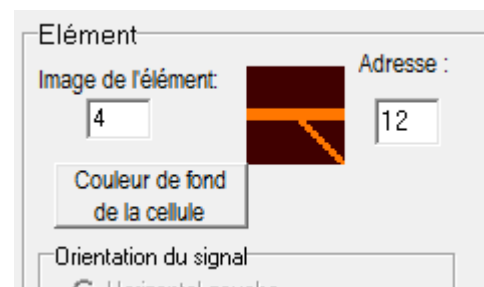 Elément
Image de l'élément:
Adresse :
4
12
Couleur de fond
de la cellule
Orientation du signal